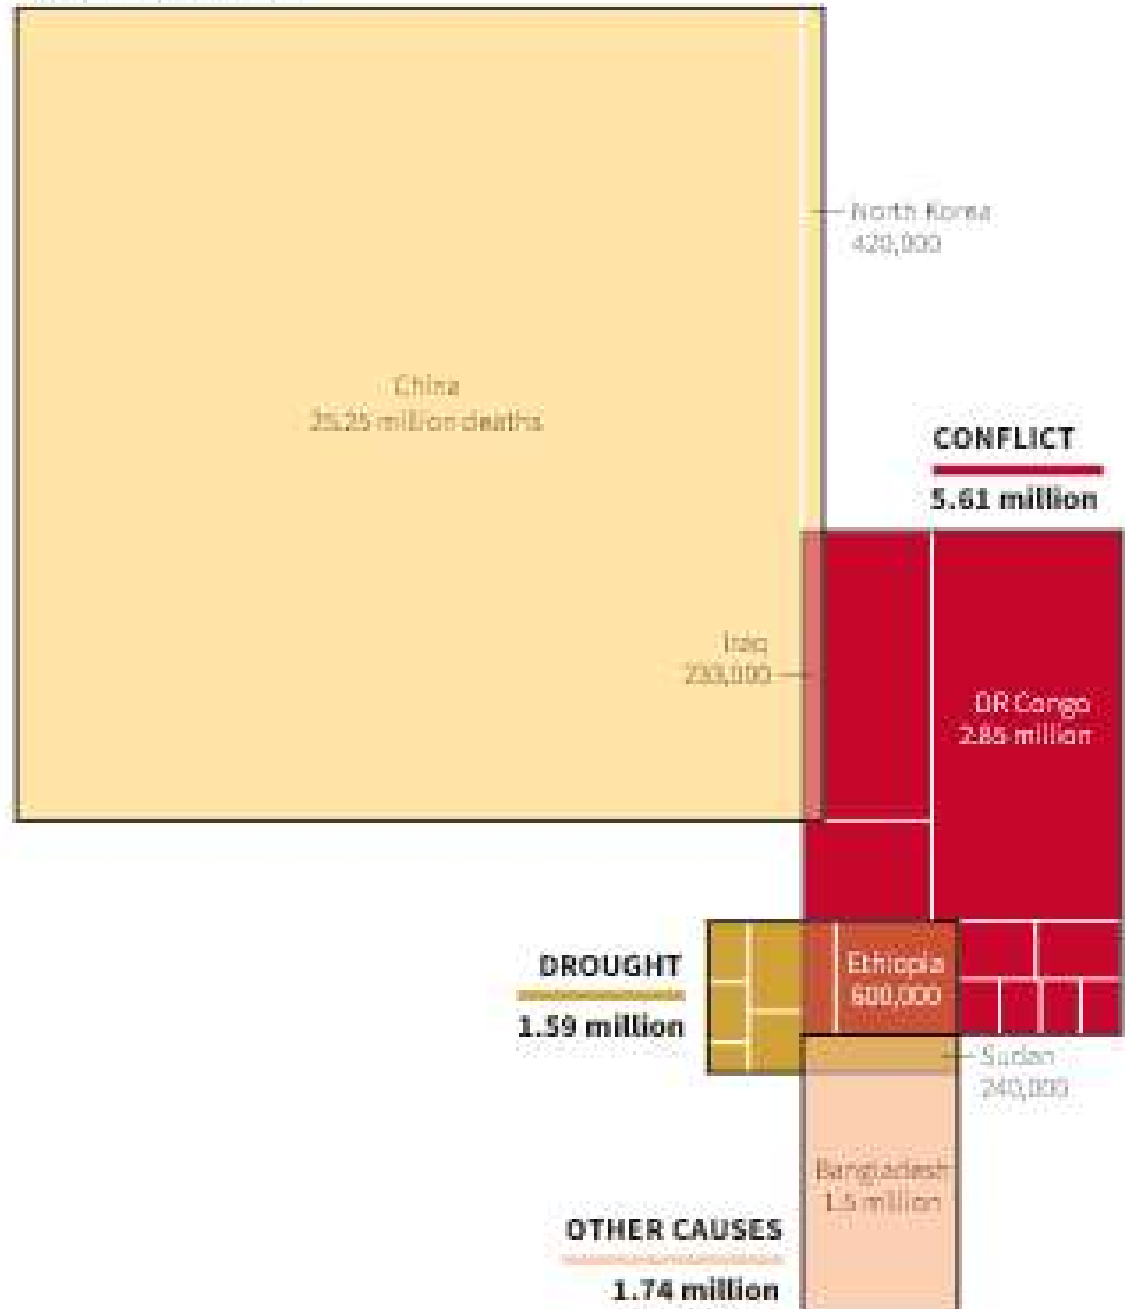 North Korea
420,000
China
25.25 million deaths
CONFLICT
5.61 million
Iraq
233,000
DR Congo
2.85 million
DROUGHT
1.59 million
Ethiopia
600,000
Sudan
240,000
Bangladesh
1.5 million
OTHER CAUSES
1.74 million